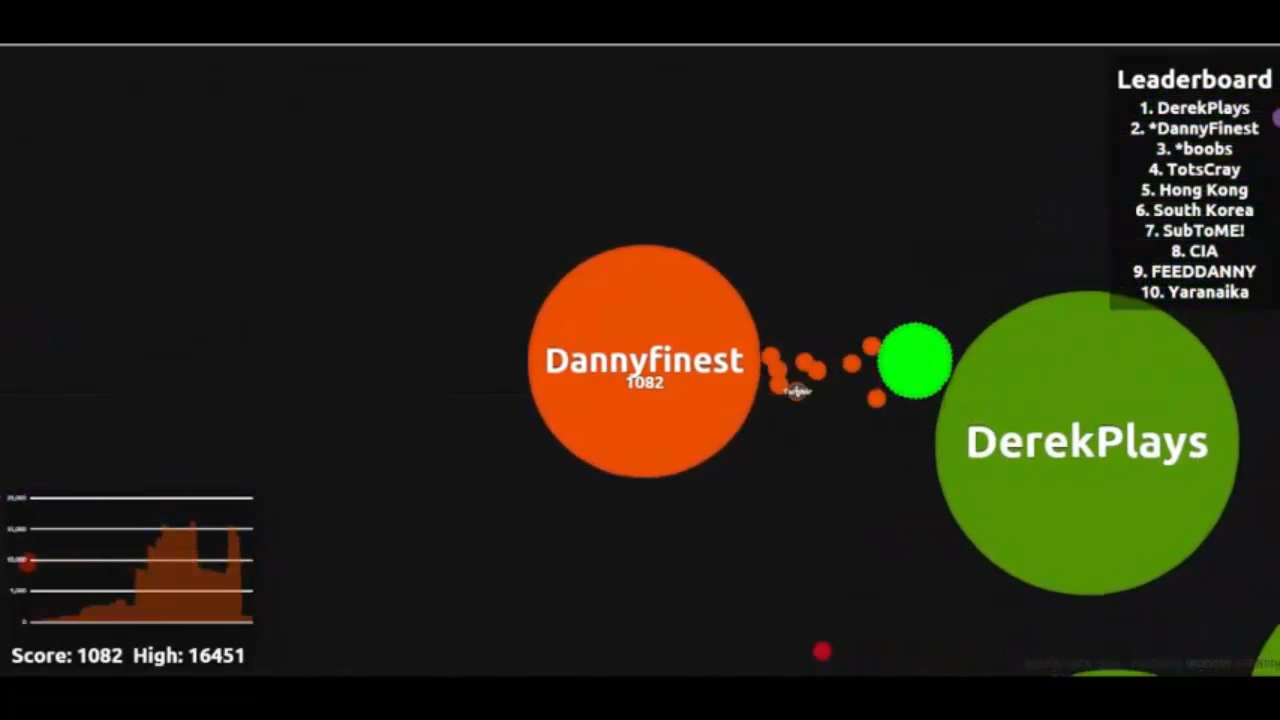 Leaderboard
1. DerekPlays
2. *DannyFinest
3. *boobs
4. TotsCray
5. Hong Kong
6. South Korea
7. SubToME!
8. CIA
9. FEEDDANNY
10. Yaranaika
Dannyfinest
1082
DerekPlays
0
Score: 1082 High: 16451